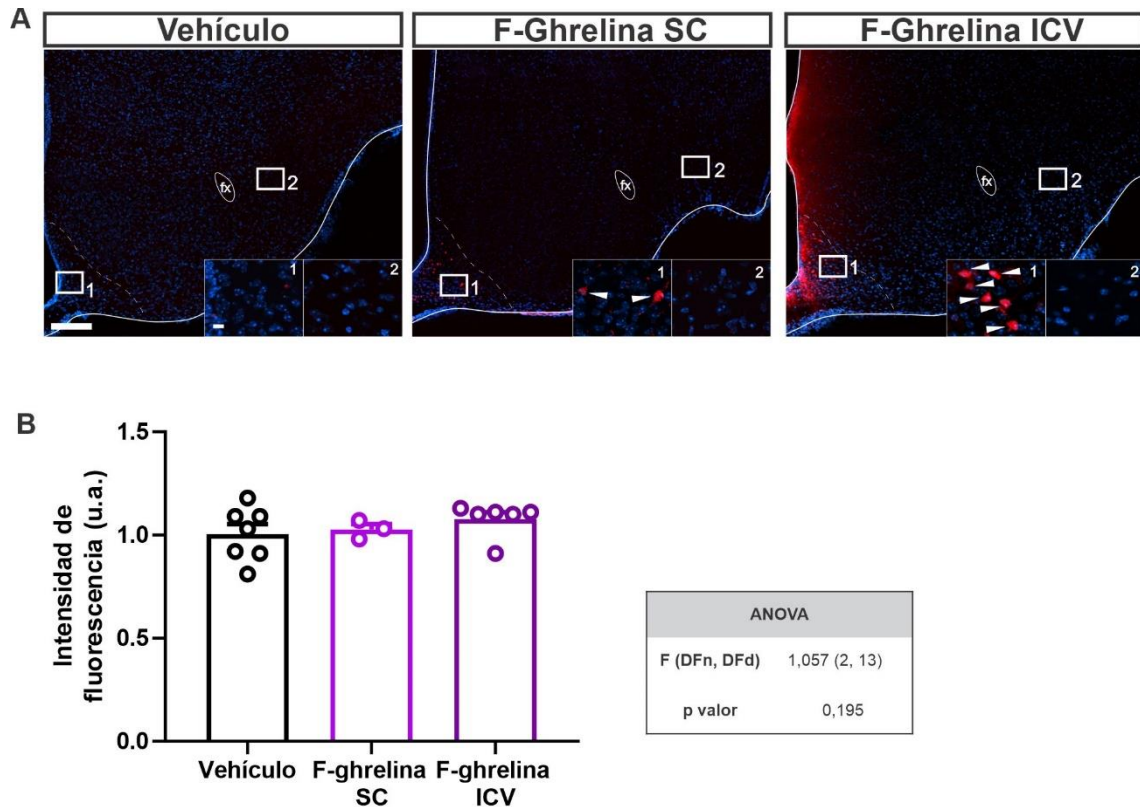 A
Vehículo
F-Ghrelina SC
F-Ghrelina ICV
fx
2
1
1
2
fx
2
1
1
2
fx
2
1
1
2
B
Intensidad de
fluorescencia (u.a.)
1.5
1.0
0.5
0.0
Vehículo
F-ghrelina
SC
F-ghrelina
ICV
ANOVA
F (DFn, DFd) 1,057 (2, 13)
p valor 0,195